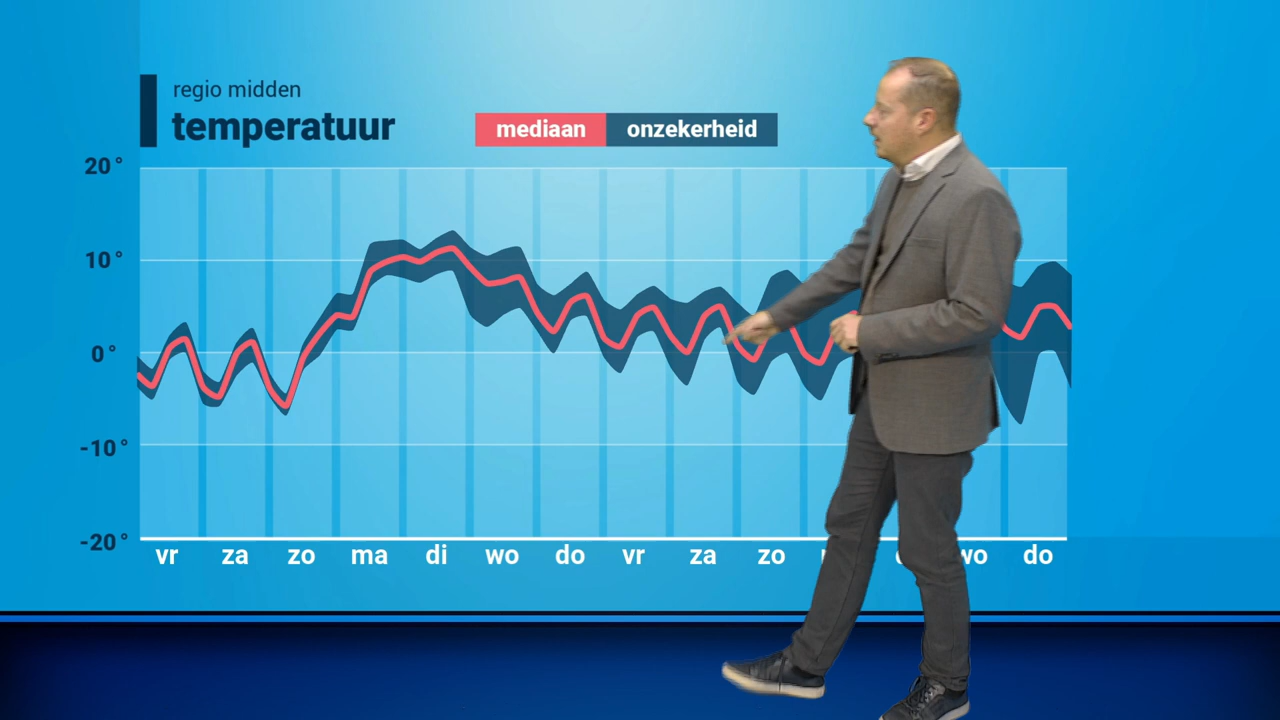 regio midden
temperatuur
mediaan onzekerheid
20°
10°
0°
-10°
-20°
vr za zo ma di wo do vr za zo wo do